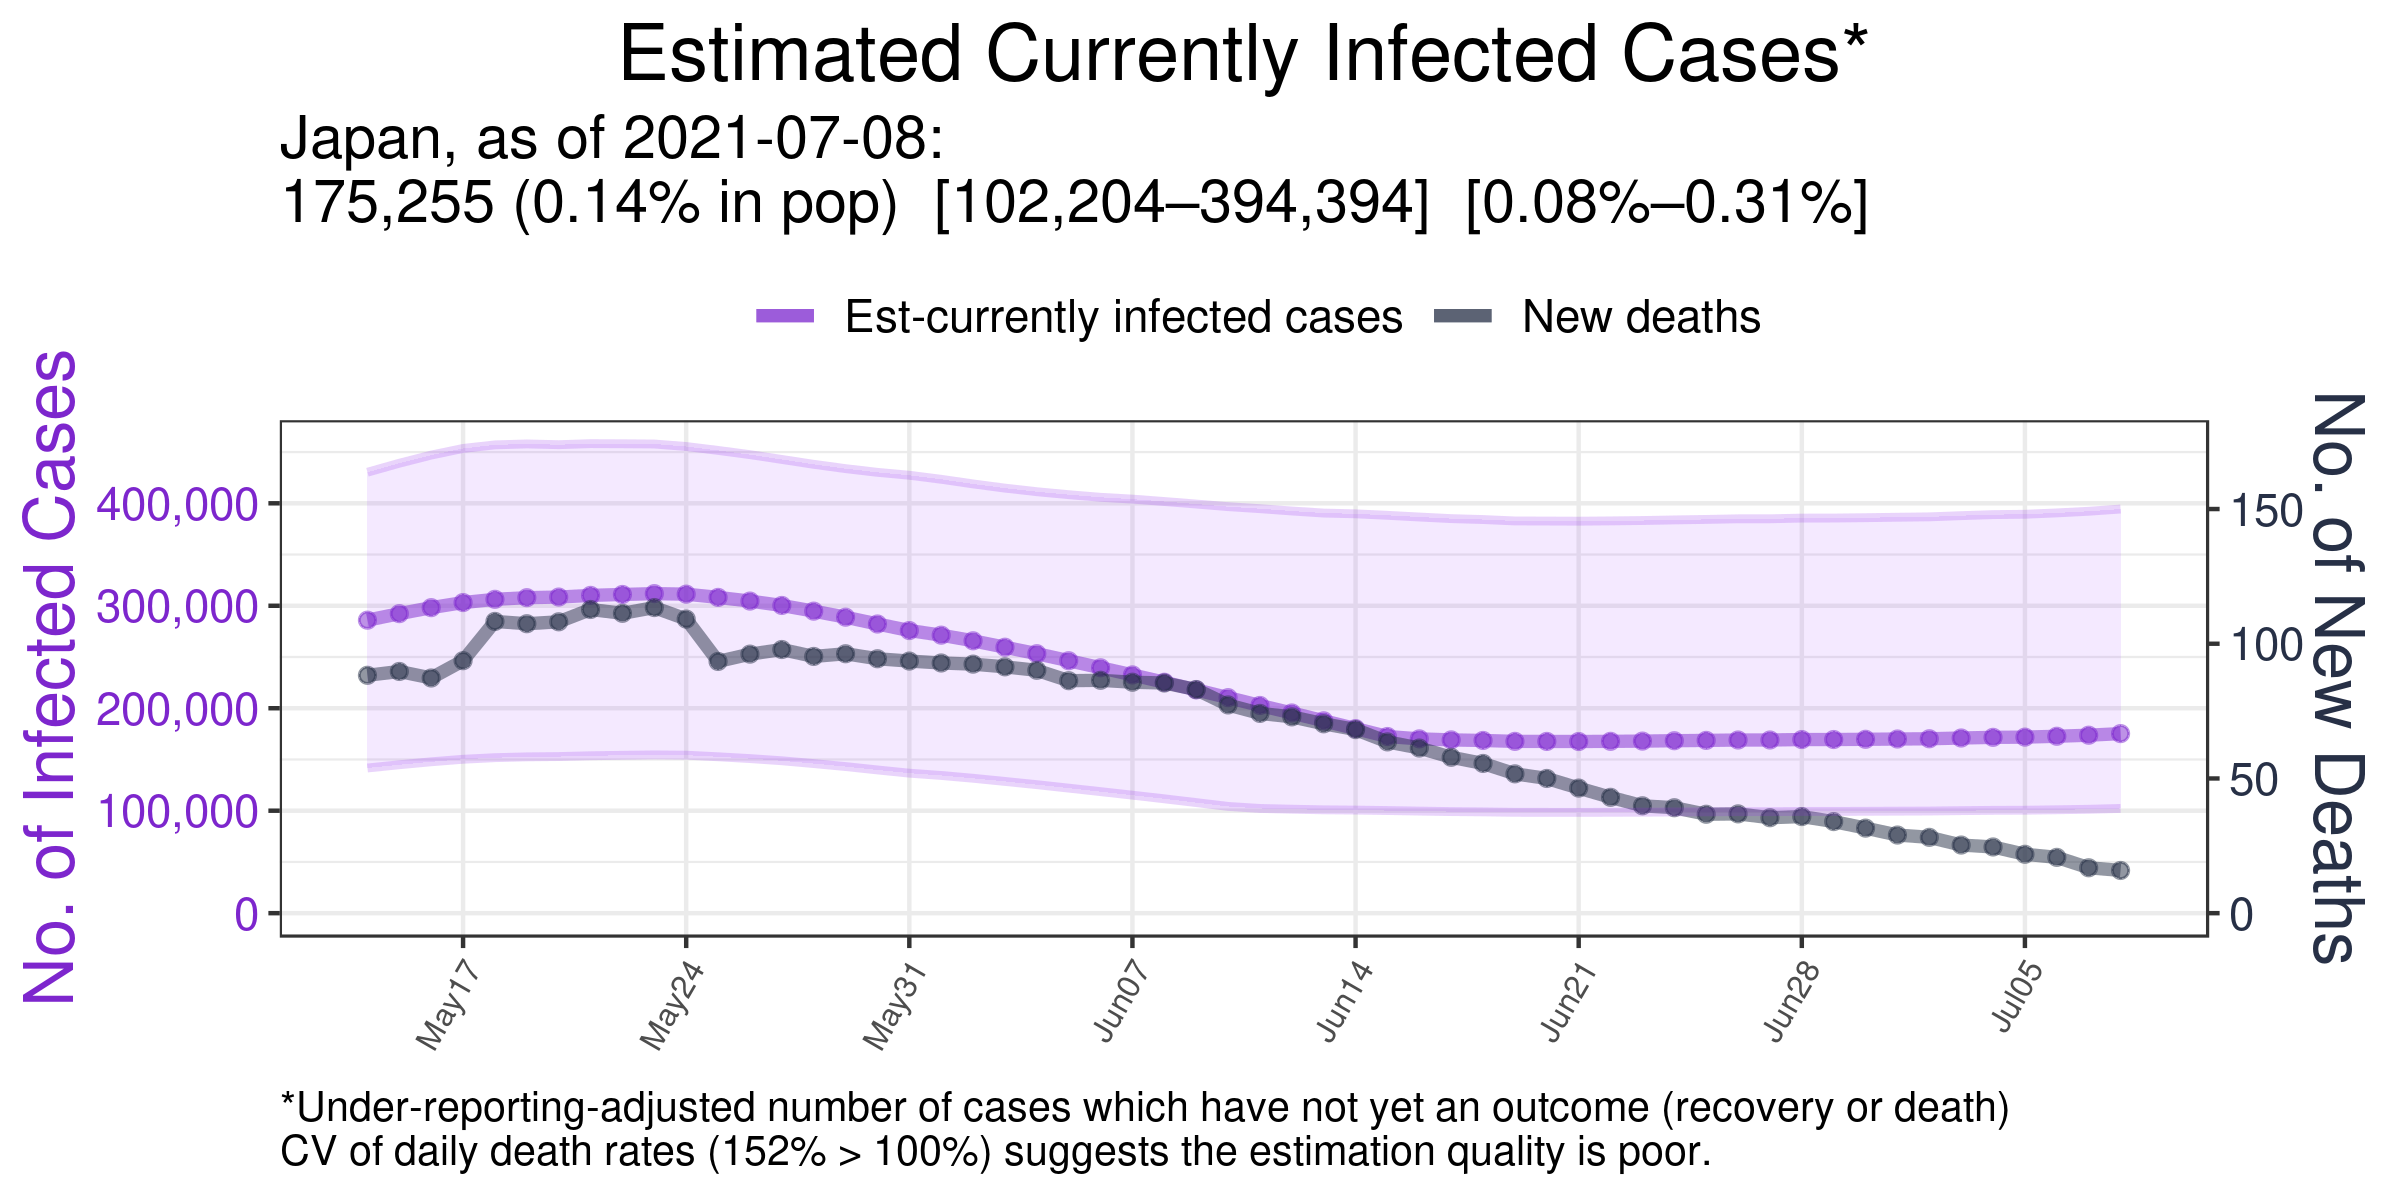 Estimated Currently Infected Cases*
Japan, as of 2021-07-08:
175,255 (0.14% in pop)  [102,204–394,394]  [0.08%–0.31%]
Est-currently infected cases
New deaths
No. of Infected Cases
400,000
300,000
200,000
100,000
0
150
100
50
0
No. of New Deaths
May17
May24
May31
Jun07
Jun14
Jun21
Jun28
Jul05
*Under-reporting-adjusted number of cases which have not yet an outcome (recovery or death)
CV of daily death rates (152% > 100%) suggests the estimation quality is poor.